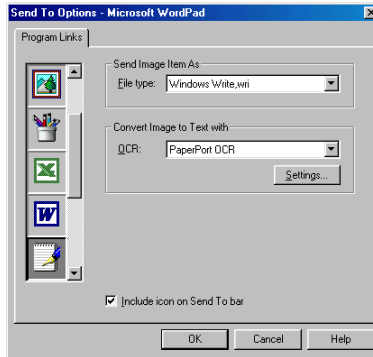 Send To Options - Microsoft WordPad
Program Links
Send Image Item As
File type: Windows Write,wri
Convert Image to Text with
OCR: PaperPort OCR
Settings...
Include icon on Send To bar
OK Cancel Help